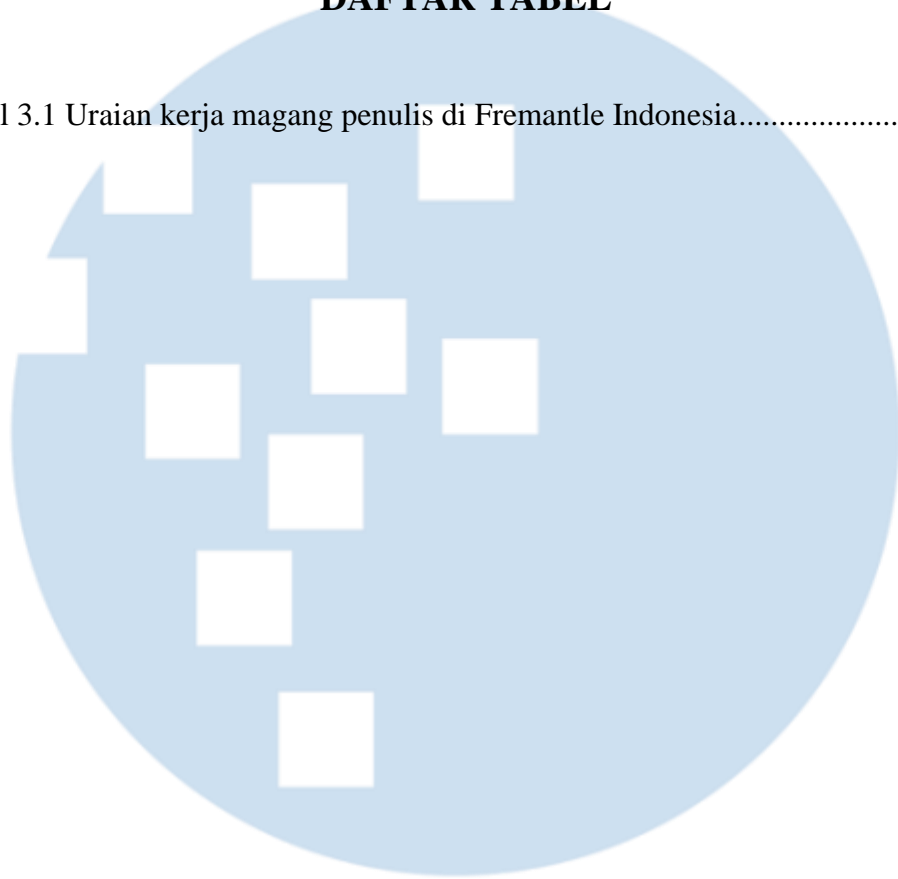 DAFTAR TABEL
l 3.1 Uraian kerja magang penulis di Fremantle Indonesia....................